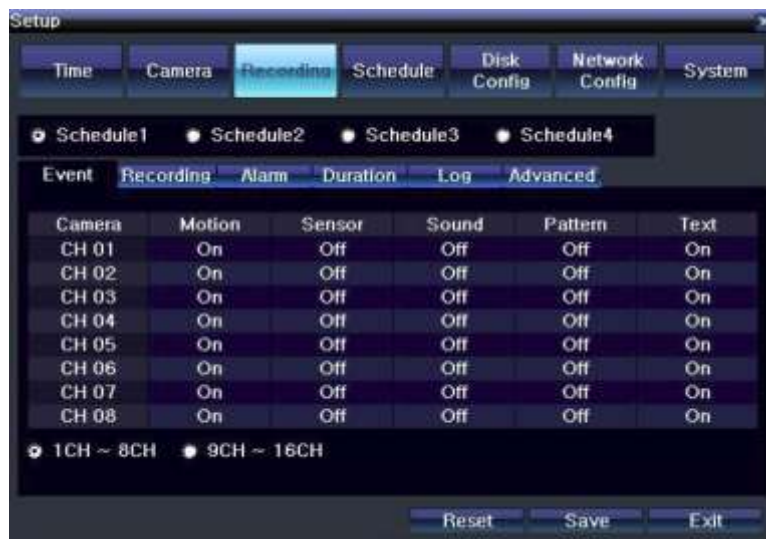 Setup
Time Camera Recording Schedule Disk Config Network Config System
Schedule1 Schedule2 Schedule3 Schedule4
Event Recording Alarm Duration Log Advanced
Camera Motion Sensor Sound Pattern Text
CH 01 On Off Off Off On
CH 02 On Off Off Off On
CH 03 On Off Off Off On
CH 04 On Off Off Off On
CH 05 On Off Off Off On
CH 06 On Off Off Off On
CH 07 On Off Off Off On
CH 08 On Off Off Off On
1CH ~ 8CH 9CH ~ 16CH
Reset Save Exit